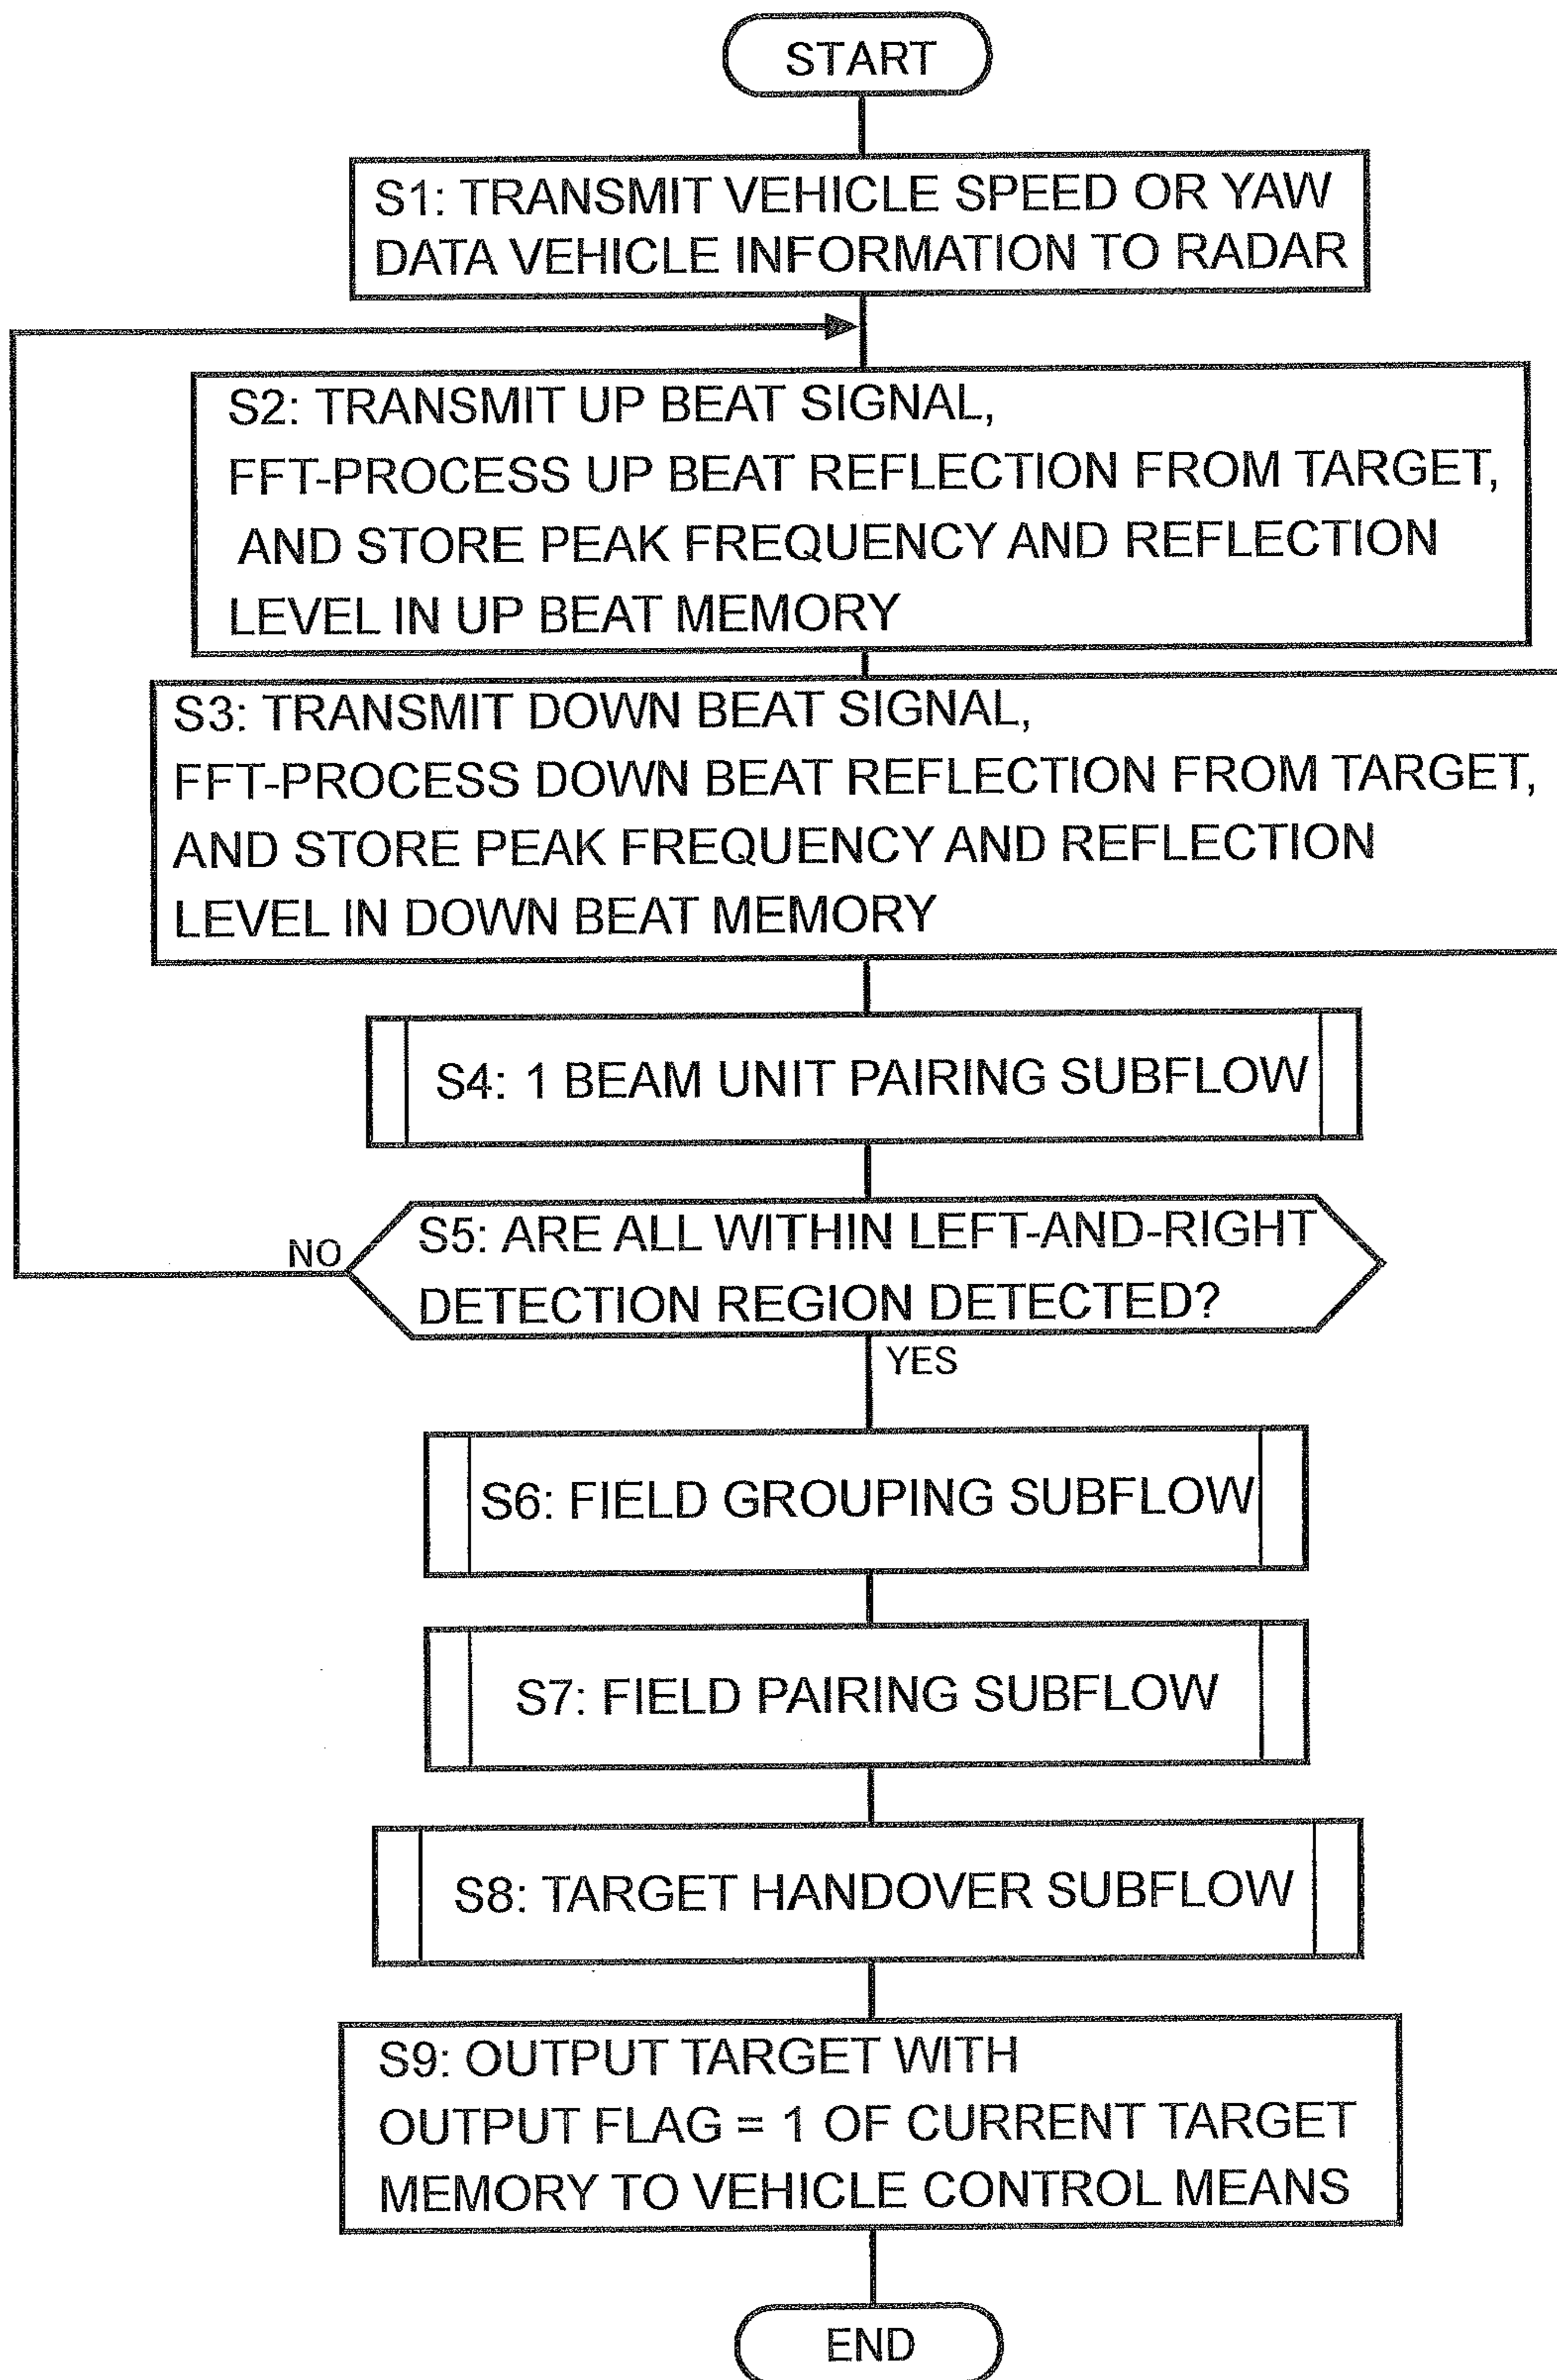 START
S1: TRANSMIT VEHICLE SPEED OR YAW
DATA VEHICLE INFORMATION TO RADAR
S2: TRANSMIT UP BEAT SIGNAL,
FFT-PROCESS UP BEAT REFLECTION FROM TARGET,
AND STORE PEAK FREQUENCY AND REFLECTION
LEVEL IN UP BEAT MEMORY
S3: TRANSMIT DOWN BEAT SIGNAL,
FFT-PROCESS DOWN BEAT REFLECTION FROM TARGET,
AND STORE PEAK FREQUENCY AND REFLECTION
LEVEL IN DOWN BEAT MEMORY
S4: 1 BEAM UNIT PAIRING SUBFLOW
S5: ARE ALL WITHIN LEFT-AND-RIGHT
NO
DETECTION REGION DETECTED?
YES
S6: FIELD GROUPING SUBFLOW
S7: FIELD PAIRING SUBFLOW
S8: TARGET HANDOVER SUBFLOW
S9: OUTPUT TARGET WITH
OUTPUT FLAG = 1 OF CURRENT TARGET
MEMORY TO VEHICLE CONTROL MEANS
END